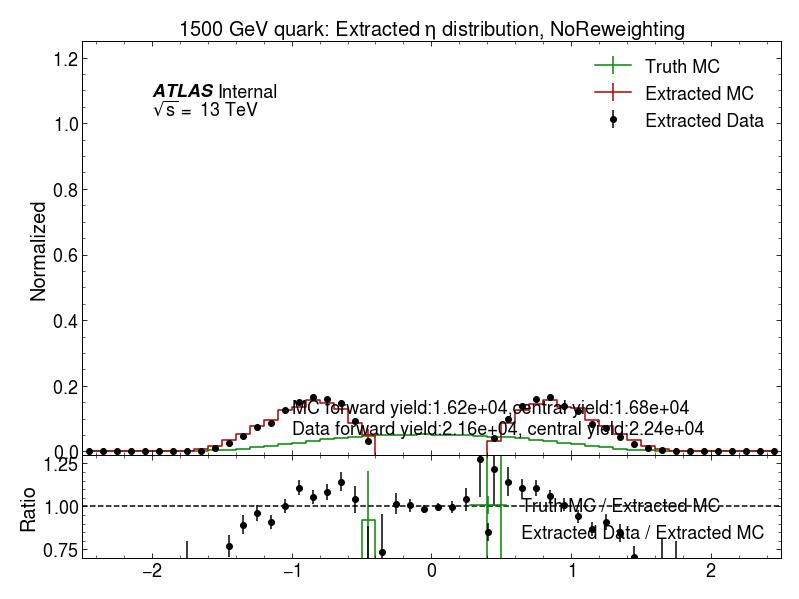 1500 GeV quark: Extracted η distribution, NoReweighting
ATLAS Internal
√s = 13 TeV
Truth MC
Extracted MC
Extracted Data
Normalized
1.2
1.0
0.8
0.6
0.4
0.2
0.0
MC forward yield:1.62e+04,central yield:1.68e+04
Data forward yield:2.16e+04, central yield:2.24e+04
Ratio
1.25
1.00
0.75
Truth MC / Extracted MC
Extracted Data / Extracted MC
−2
−1
0
1
2